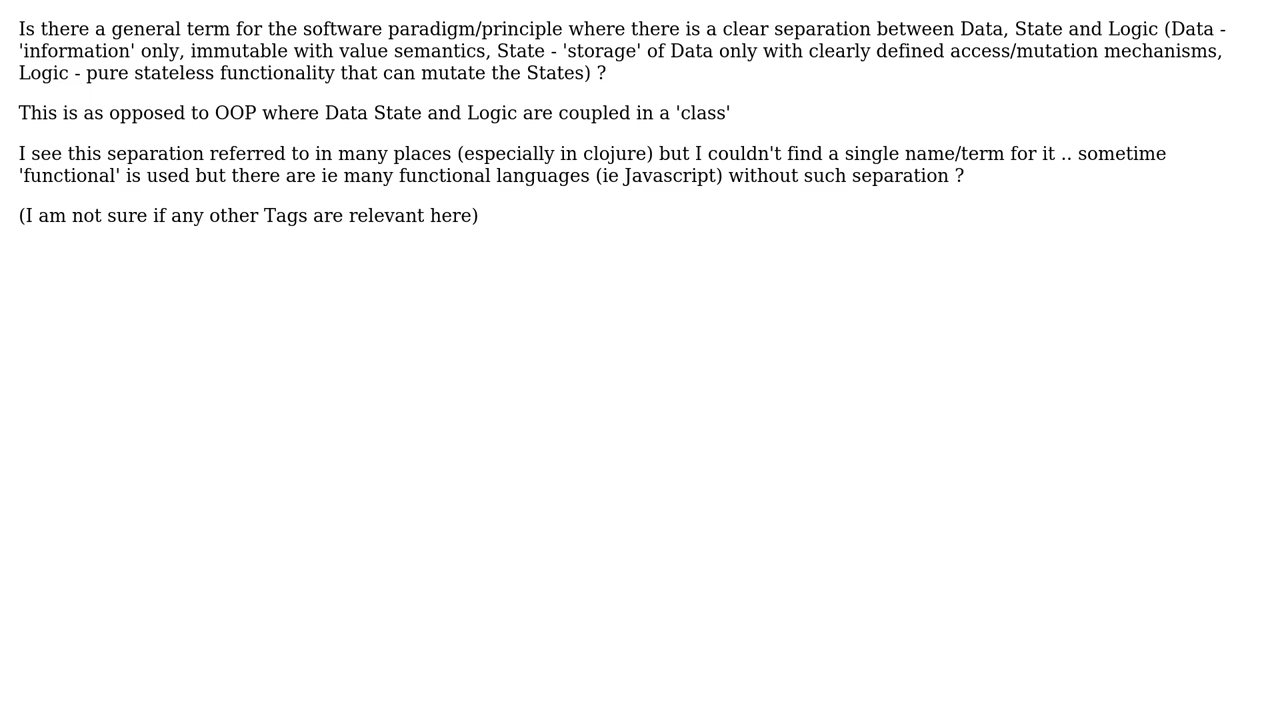 Is there a general term for the software paradigm/principle where there is a clear separation between Data, State and Logic (Data -
'information' only, immutable with value semantics, State - 'storage' of Data only with clearly defined access/mutation mechanisms,
Logic - pure stateless functionality that can mutate the States) ?
This is as opposed to OOP where Data State and Logic are coupled in a 'class'
I see this separation referred to in many places (especially in clojure) but I couldn't find a single name/term for it .. sometime
'functional' is used but there are ie many functional languages (ie Javascript) without such separation ?
(I am not sure if any other Tags are relevant here)